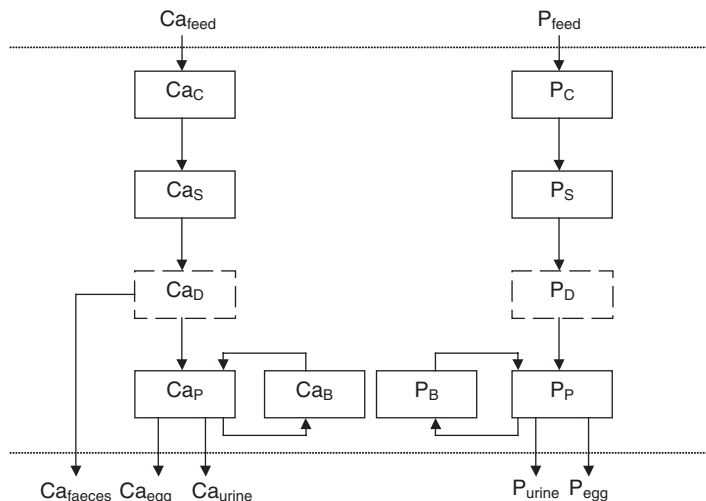 Ca_feed P_feed
Ca_C P_C
Ca_S P_S
Ca_D P_D
Ca_P Ca_B P_B P_P
Ca_faeces Ca_egg Ca_urine P_urine P_egg